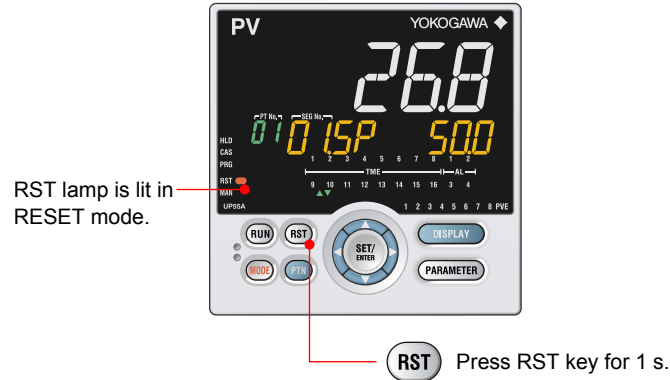 PV YOKOGAWA
26.8
PT No. SEG No.
01 01.SP 50.0
HLD
CAS
PRG
RST
MAN
UP55A
1 2 3 4 5 6 7 8 1 2
TME AL
9 10 11 12 13 14 15 16 3 4
1 2 3 4 5 6 7 8 PVE
RST lamp is lit in
RESET mode.
RUN RST SET/ DISPLAY
ENTER
MODE PTN PARAMETER
RST Press RST key for 1 s.